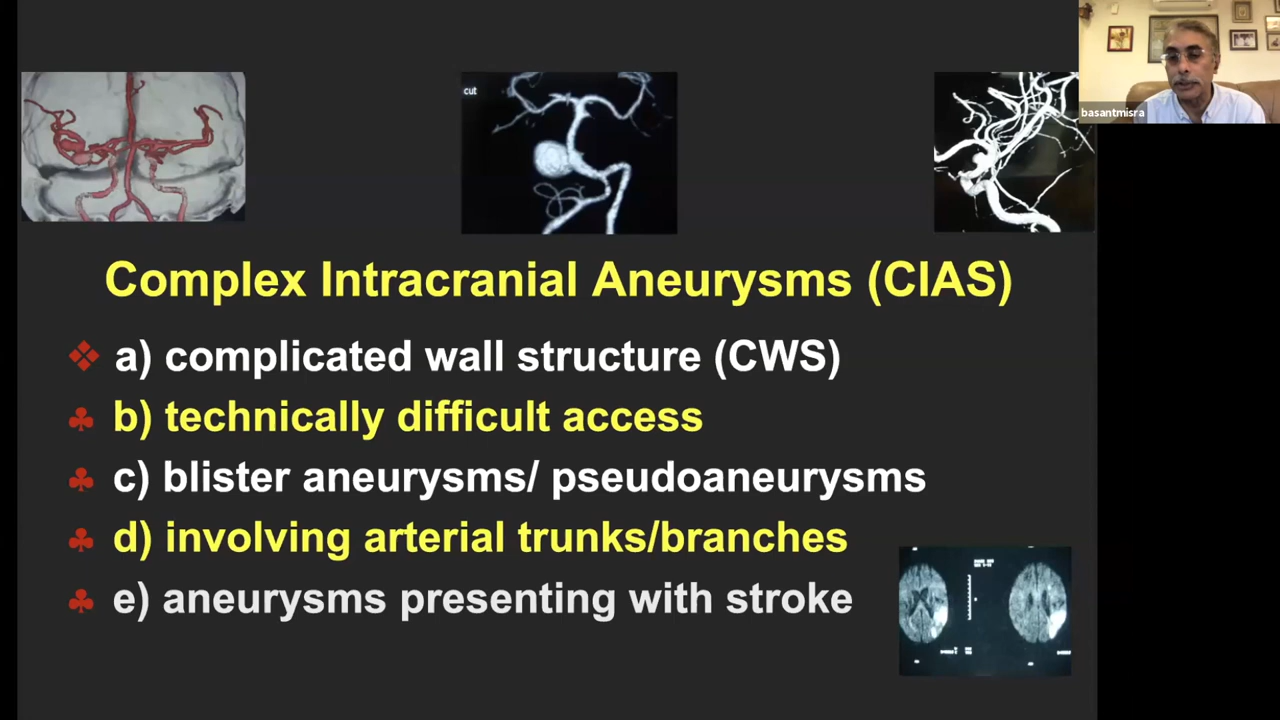 basantmisra
cut
Complex Intracranial Aneurysms (CIAS)
❖ a) complicated wall structure (CWS)
♣ b) technically difficult access
♣ c) blister aneurysms/ pseudoaneurysms
♣ d) involving arterial trunks/branches
♣ e) aneurysms presenting with stroke